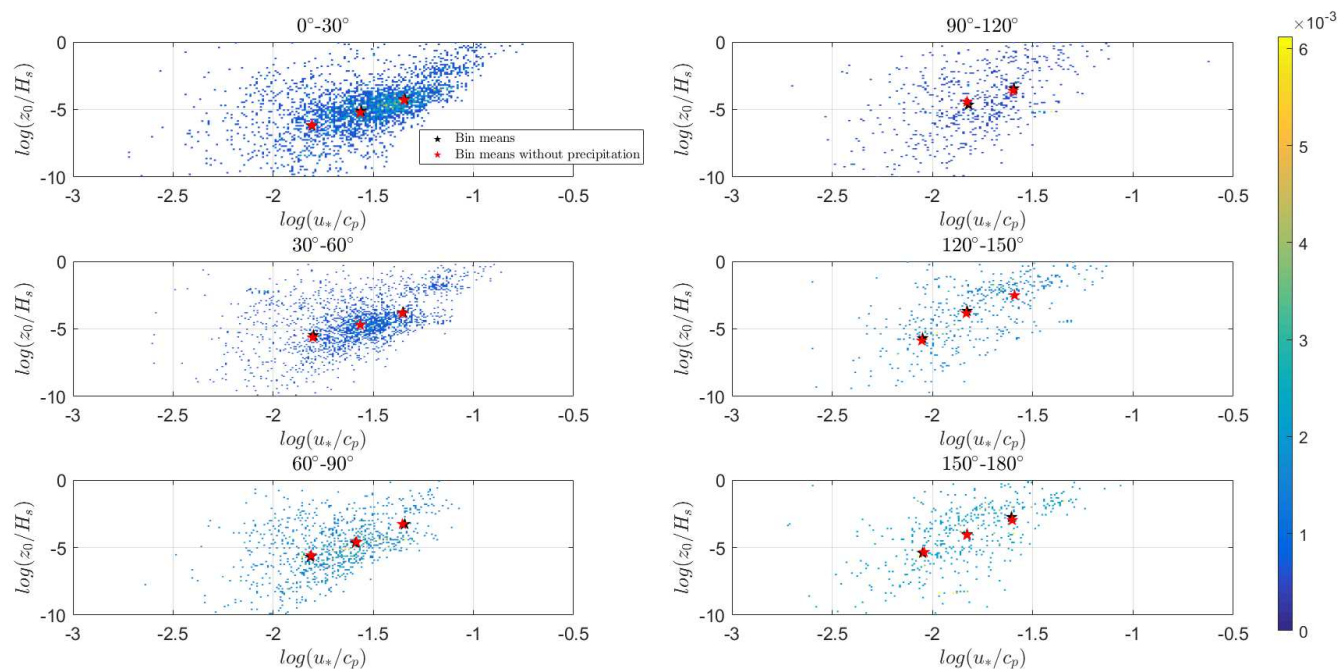 0°-30°
0
-5
-10
log(z₀/Hₛ)
-3 -2.5 -2 -1.5 -1 -0.5
log(u*/cₚ)
Bin means
Bin means without precipitation
30°-60°
0
-5
-10
log(z₀/Hₛ)
-3 -2.5 -2 -1.5 -1 -0.5
log(u*/cₚ)
60°-90°
0
-5
-10
log(z₀/Hₛ)
-3 -2.5 -2 -1.5 -1 -0.5
log(u*/cₚ)
90°-120°
0
-5
-10
log(z₀/Hₛ)
-3 -2.5 -2 -1.5 -1 -0.5
log(u*/cₚ)
120°-150°
0
-5
-10
log(z₀/Hₛ)
-3 -2.5 -2 -1.5 -1 -0.5
log(u*/cₚ)
150°-180°
0
-5
-10
log(z₀/Hₛ)
-3 -2.5 -2 -1.5 -1 -0.5
log(u*/cₚ)
×10⁻³
6
5
4
3
2
1
0